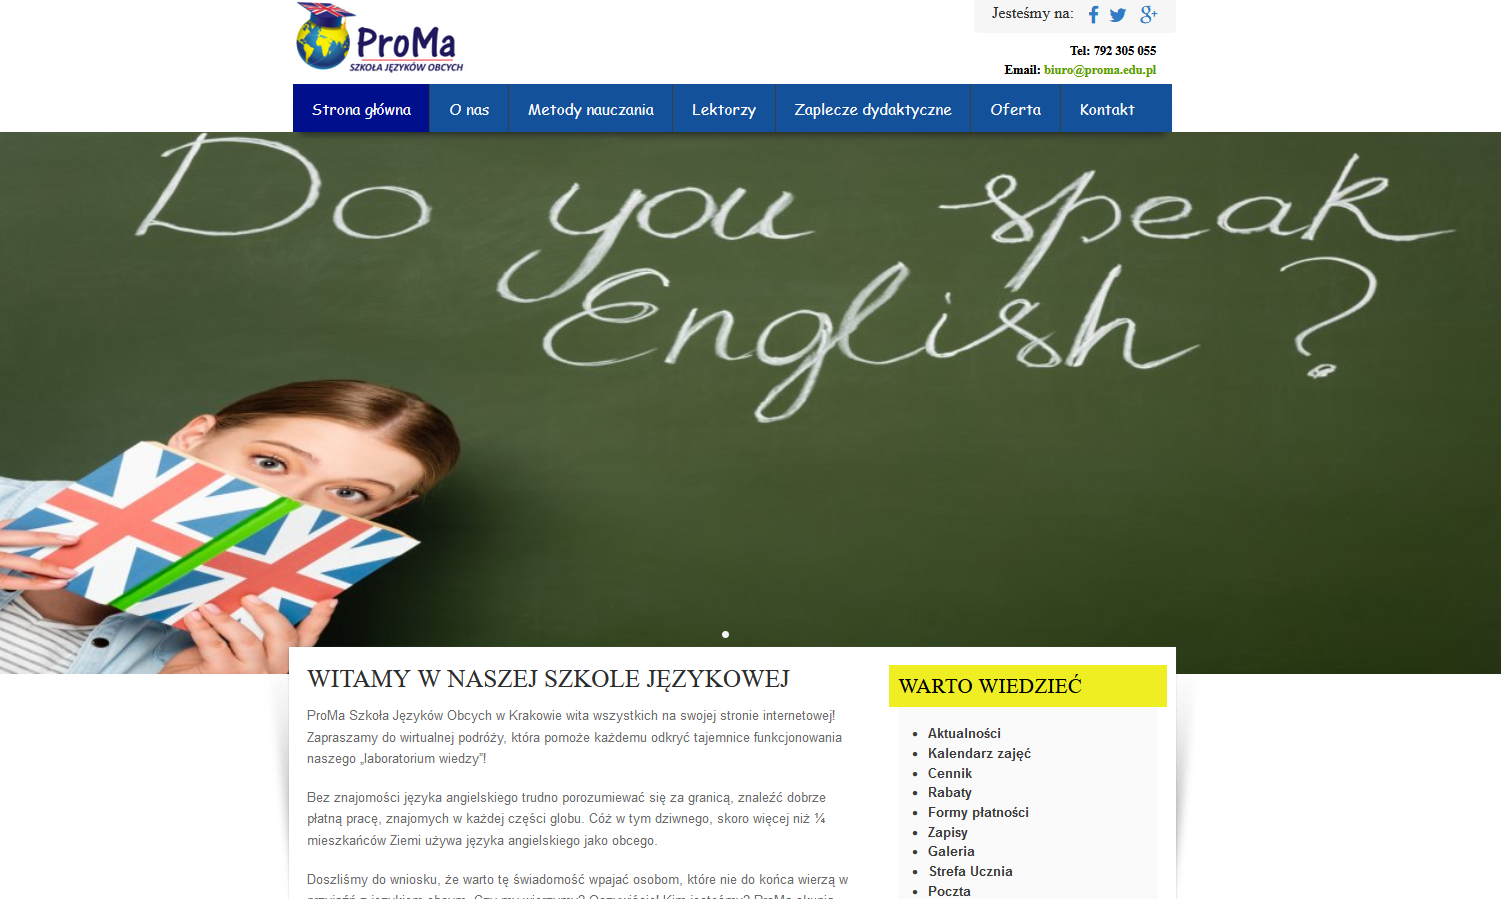 ProMa
SZKOŁA JĘZYKÓW OBCYCH
Jesteśmy na:
Tel: 792 305 055
Email: biuro@proma.edu.pl
Strona główna O nas Metody nauczania Lektorzy Zaplecze dydaktyczne Oferta Kontakt
Do you speak
English ?
WITAMY W NASZEJ SZKOLE JĘZYKOWEJ
ProMa Szkoła Języków Obcych w Krakowie wita wszystkich na swojej stronie internetowej!
Zapraszamy do wirtualnej podróży, która pomoże każdemu odkryć tajemnice funkcjonowania
naszego „laboratorium wiedzy”!
Bez znajomości języka angielskiego trudno porozumiewać się za granicą, znaleźć dobrze
płatną pracę, znajomych w każdej części globu. Cóż w tym dziwnego, skoro więcej niż ¼
mieszkańców Ziemi używa języka angielskiego jako obcego.
Doszliśmy do wniosku, że warto tę świadomość wpajać osobom, które nie do końca wierzą w
WARTO WIEDZIEĆ
Aktualności
Kalendarz zajęć
Cennik
Rabaty
Formy płatności
Zapisy
Galeria
Strefa Ucznia
Poczta